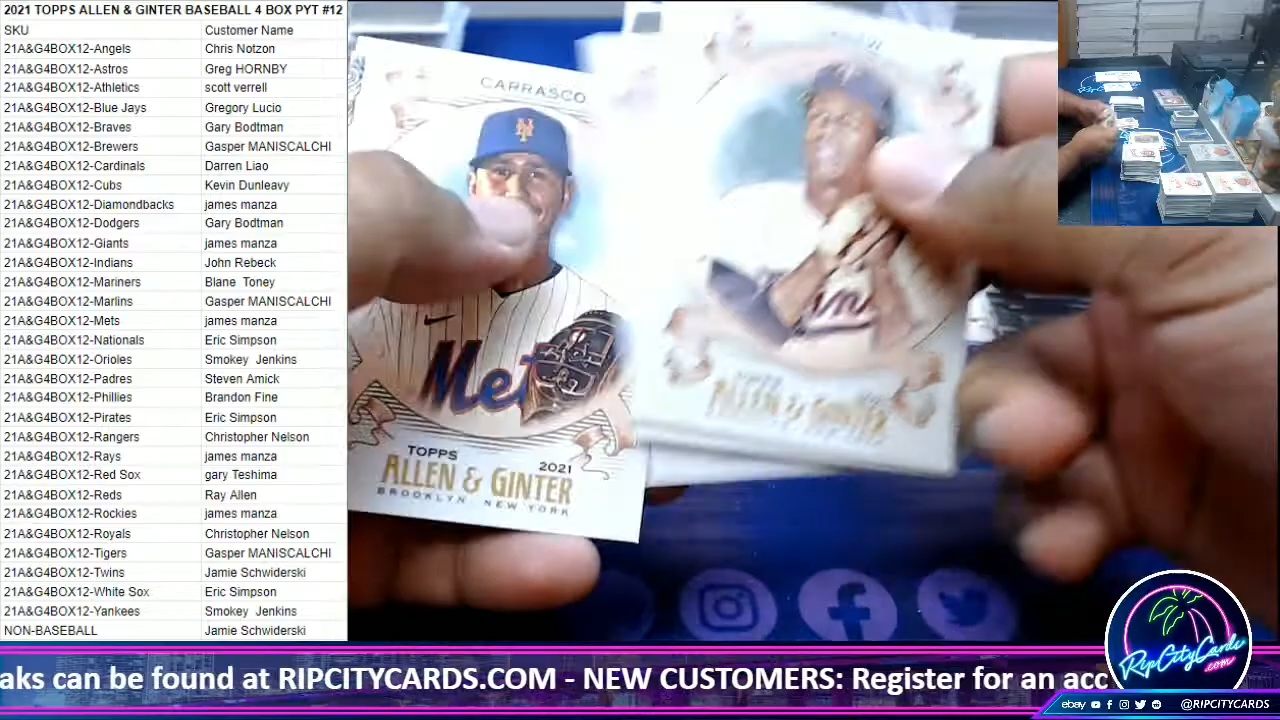 2021 TOPPS ALLEN & GINTER BASEBALL 4 BOX PYT #12
SKU Customer Name
21A&G4BOX12-Angels Chris Notzon
21A&G4BOX12-Astros Greg HORNBY
21A&G4BOX12-Athletics scott verrell
21A&G4BOX12-Blue Jays Gregory Lucio
21A&G4BOX12-Braves Gary Bodtman
21A&G4BOX12-Brewers Gasper MANISCALCHI
21A&G4BOX12-Cardinals Darren Liao
21A&G4BOX12-Cubs Kevin Dunleavy
21A&G4BOX12-Diamondbacks james manza
21A&G4BOX12-Dodgers Gary Bodtman
21A&G4BOX12-Giants james manza
21A&G4BOX12-Indians John Rebeck
21A&G4BOX12-Mariners Blane Toney
21A&G4BOX12-Marlins Gasper MANISCALCHI
21A&G4BOX12-Mets james manza
21A&G4BOX12-Nationals Eric Simpson
21A&G4BOX12-Orioles Smokey Jenkins
21A&G4BOX12-Padres Steven Amick
21A&G4BOX12-Phillies Brandon Fine
21A&G4BOX12-Pirates Eric Simpson
21A&G4BOX12-Rangers Christopher Nelson
21A&G4BOX12-Rays james manza
21A&G4BOX12-Red Sox gary Teshima
21A&G4BOX12-Reds Ray Allen
21A&G4BOX12-Rockies james manza
21A&G4BOX12-Royals Christopher Nelson
21A&G4BOX12-Tigers Gasper MANISCALCHI
21A&G4BOX12-Twins Jamie Schwiderski
21A&G4BOX12-White Sox Eric Simpson
21A&G4BOX12-Yankees Smokey Jenkins
NON-BASEBALL Jamie Schwiderski
CARRASCO
Mets
TOPPS 2021
ALLEN & GINTER
BROOKLYN NEW YORK
ALLEN & GINTER
aks can be found at RIPCITYCARDS.COM - NEW CUSTOMERS: Register for an acc
RipCityCards
.com
ebay @RIPCITYCARDS